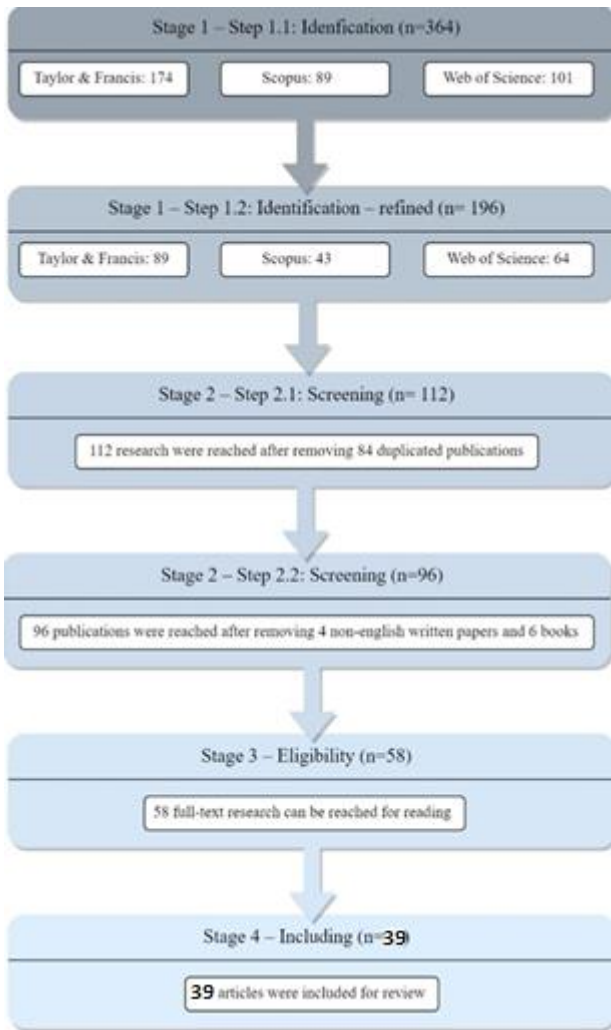 Stage 1 – Step 1.1: Idenfication (n=364)
Taylor & Francis: 174
Scopus: 89
Web of Science: 101
Stage 1 – Step 1.2: Identification – refined (n= 196)
Taylor & Francis: 89
Scopus: 43
Web of Science: 64
Stage 2 – Step 2.1: Screening (n= 112)
112 research were reached after removing 84 duplicated publications
Stage 2 – Step 2.2: Screening (n=96)
96 publications were reached after removing 4 non-english written papers and 6 books
Stage 3 – Eligibility (n=58)
58 full-text research can be reached for reading
Stage 4 – Including (n=39)
39 articles were included for review